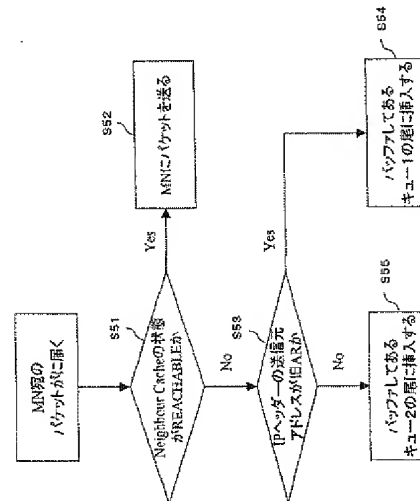 MN宛の
パケットがに届く
S51
Neighbour Cacheの状態
がREACHABLEか
Yes
S52
MNにパケットを送る
No
S53
IPヘッダーの送信元
アドレスが旧ARか
Yes
S54
バッファしてある
キュー1の尾に挿入する
No
S55
バッファしてある
キュー2の尾に挿入する